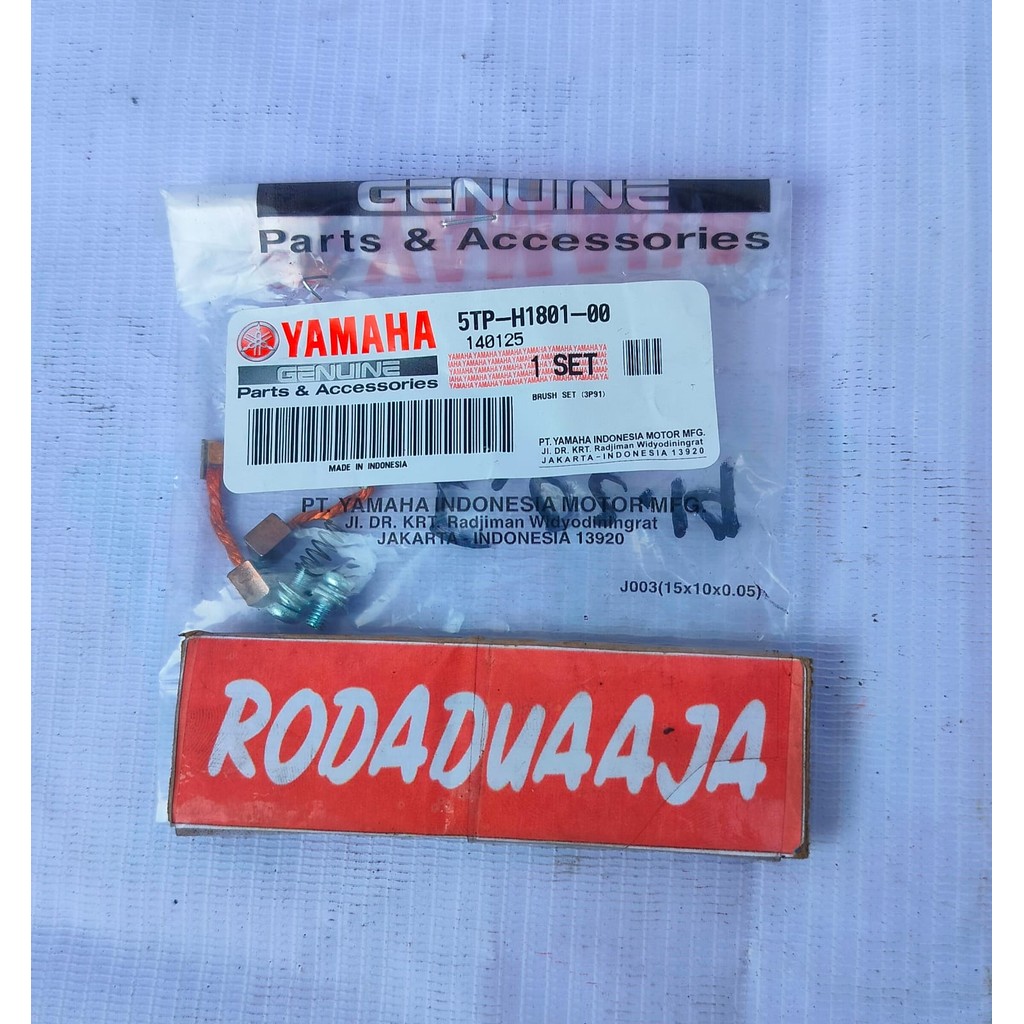 GENUINE
Parts & Accessories
YAMAHA
GENUINE
Parts & Accessories
MADE IN INDONESIA
5TP-H1801-00
140125
1 SET
BRUSH SET (3P91)
PT. YAMAHA INDONESIA MOTOR MFG.
Jl. DR. KRT. Radjiman Widyodiningrat
JAKARTA - INDONESIA 13920
PT. YAMAHA INDONESIA MOTOR MFG.
Jl. DR. KRT. Radjiman Widyodiningrat
JAKARTA - INDONESIA 13920
J003(15x10x0.05)
RODADUAAJA